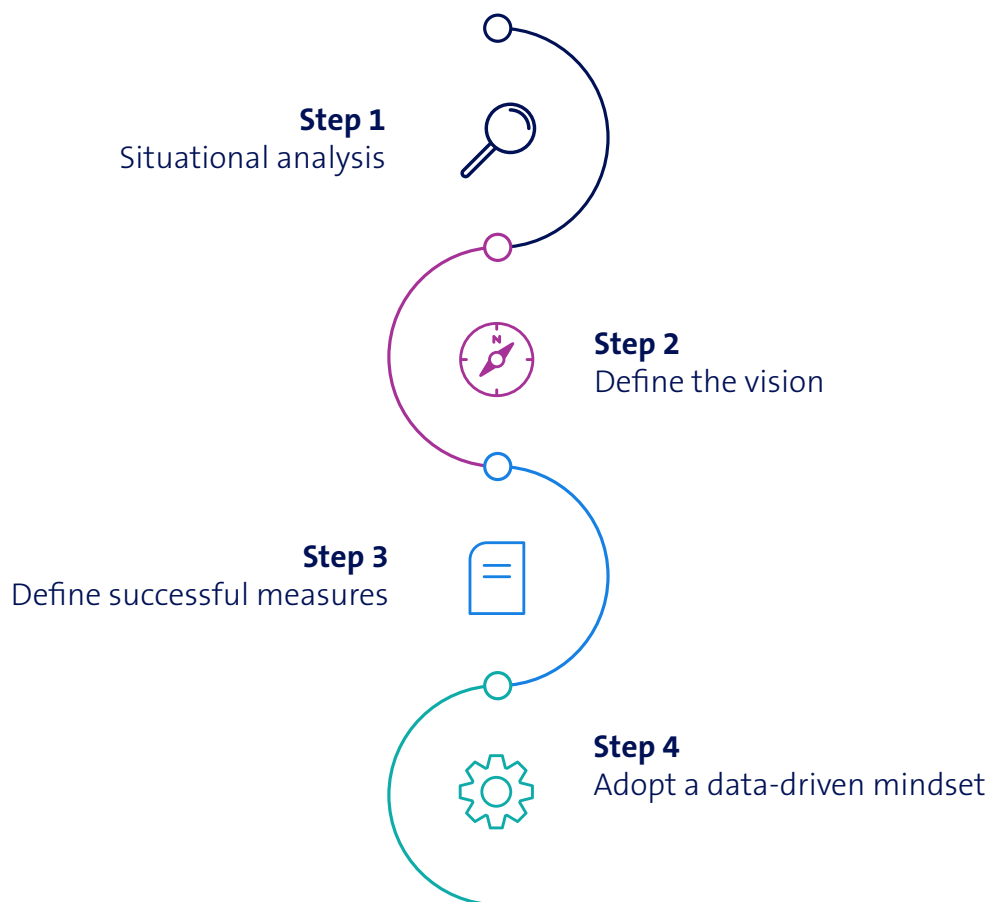 Step 1
Situational analysis
N
Step 2
Define the vision
Step 3
Define successful measures
Step 4
Adopt a data-driven mindset